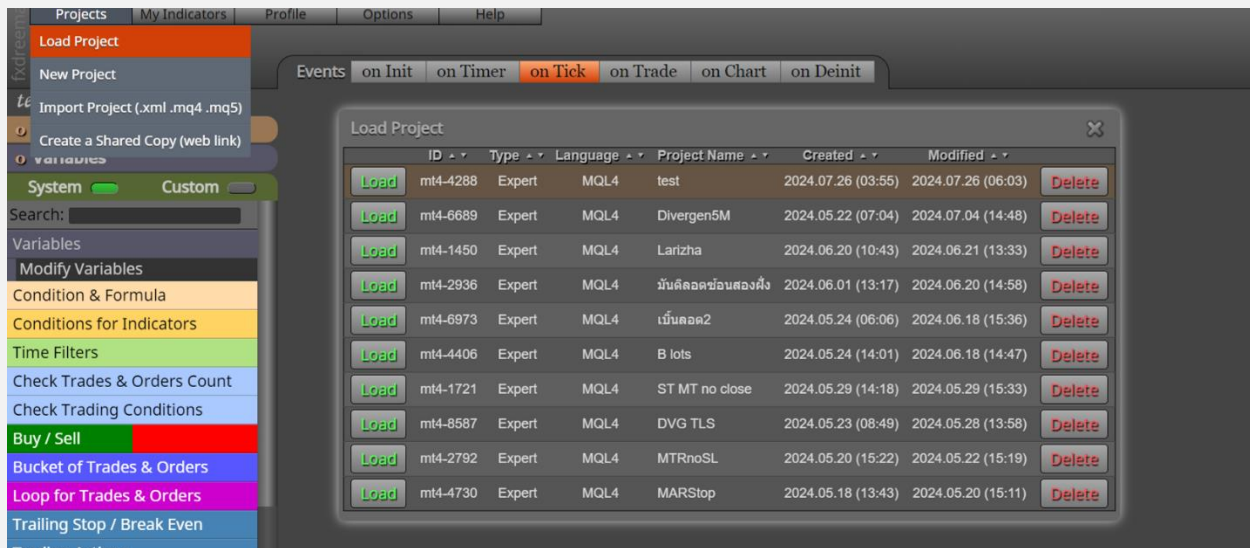 Projects My Indicators Profile Options Help
Load Project
New Project
Import Project (.xml .mq4 .mq5)
Create a Shared Copy (web link)
Events on Init on Timer on Tick on Trade on Chart on Deinit
Variables
System Custom
Search:
Variables
Modify Variables
Condition & Formula
Conditions for Indicators
Time Filters
Check Trades & Orders Count
Check Trading Conditions
Buy / Sell
Bucket of Trades & Orders
Loop for Trades & Orders
Trailing Stop / Break Even
Load Project
ID Type Language Project Name Created Modified
Load mt4-4288 Expert MQL4 test 2024.07.26 (03:55) 2024.07.26 (06:03) Delete
Load mt4-6689 Expert MQL4 Divergen5M 2024.05.22 (07:04) 2024.07.04 (14:48) Delete
Load mt4-1450 Expert MQL4 Larizha 2024.06.20 (10:43) 2024.06.21 (13:33) Delete
Load mt4-2936 Expert MQL4 มันติลอตซ้อนสองฝั่ง 2024.06.01 (13:17) 2024.06.20 (14:58) Delete
Load mt4-6973 Expert MQL4 เบิ้นลอต2 2024.05.24 (06:06) 2024.06.18 (15:36) Delete
Load mt4-4406 Expert MQL4 B lots 2024.05.24 (14:01) 2024.06.18 (14:47) Delete
Load mt4-1721 Expert MQL4 ST MT no close 2024.05.29 (14:18) 2024.05.29 (15:33) Delete
Load mt4-8587 Expert MQL4 DVG TLS 2024.05.23 (08:49) 2024.05.28 (13:58) Delete
Load mt4-2792 Expert MQL4 MTRnoSL 2024.05.20 (15:22) 2024.05.22 (15:19) Delete
Load mt4-4730 Expert MQL4 MARStop 2024.05.18 (13:43) 2024.05.20 (15:11) Delete